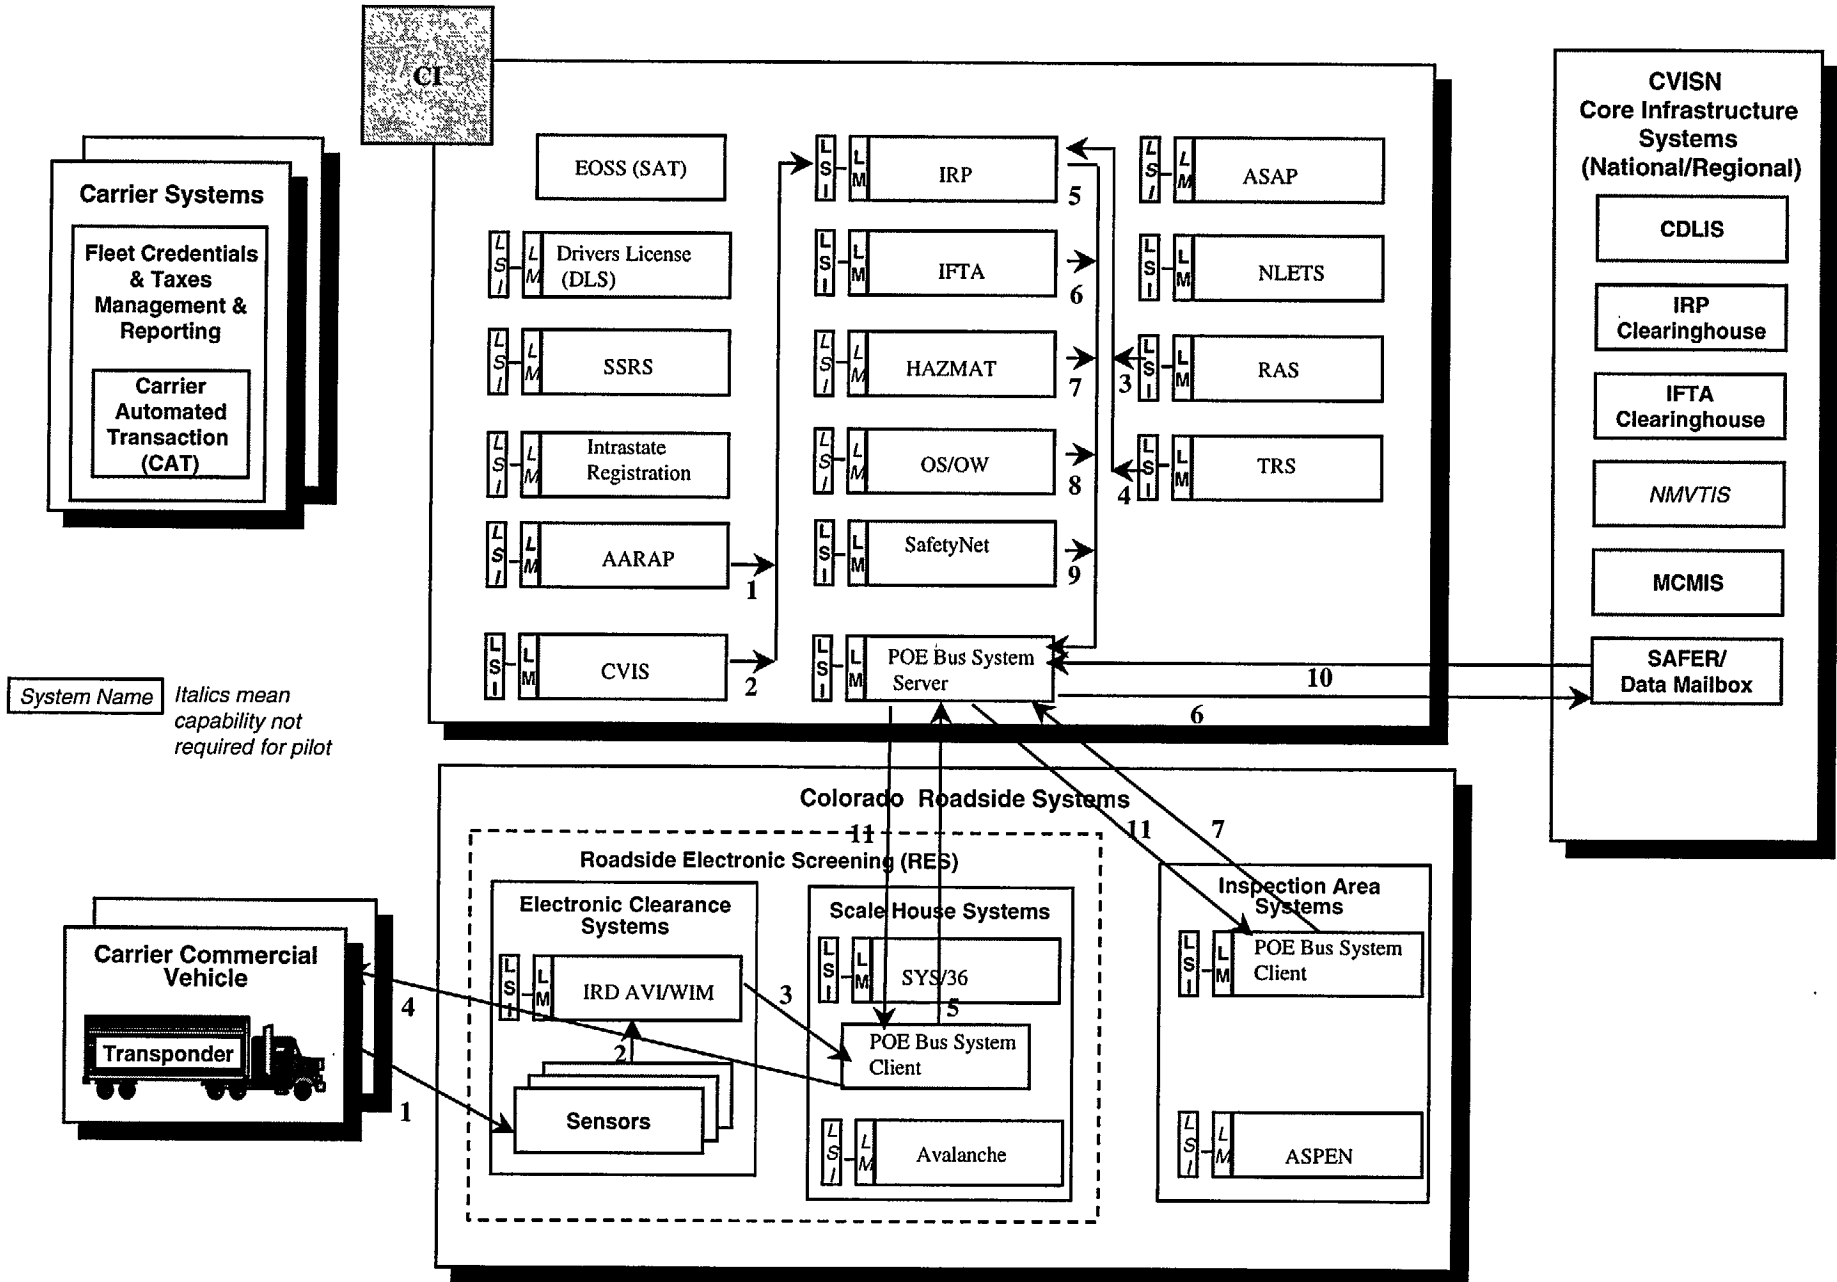 CI
Carrier Systems
Fleet Credentials
& Taxes
Management &
Reporting
Carrier
Automated
Transaction
(CAT)
System Name
Italics mean
capability not
required for pilot
EOSS (SAT)
L
S
I
L
M
Drivers License
(DLS)
L
S
I
L
M
SSRS
L
S
I
L
M
Intrastate
Registration
L
S
I
L
M
AARAP
1
L
S
I
L
M
CVIS
2
L
S
I
L
M
IRP
5
L
S
I
L
M
IFTA
6
L
S
I
L
M
HAZMAT
7
L
S
I
L
M
OS/OW
8
L
S
I
L
M
SafetyNet
9
L
S
I
L
M
POE Bus System
Server
L
S
I
L
M
ASAP
L
S
I
L
M
NLETS
3
L
S
I
L
M
RAS
4
L
S
I
L
M
TRS
10
6
CVISN
Core Infrastructure
Systems
(National/Regional)
CDLIS
IRP
Clearinghouse
IFTA
Clearinghouse
NMVTIS
MCMIS
SAFER/
Data Mailbox
Colorado Roadside Systems
11
11
7
Roadside Electronic Screening (RES)
Electronic Clearance
Systems
L
S
I
L
M
IRD AVI/WIM
2
Sensors
3
Scale House Systems
L
S
I
L
M
SYS/36
5
POE Bus System
Client
L
S
I
L
M
Avalanche
Inspection Area
Systems
L
S
I
L
M
POE Bus System
Client
L
S
I
L
M
ASPEN
Carrier Commercial
Vehicle
Transponder
4
1